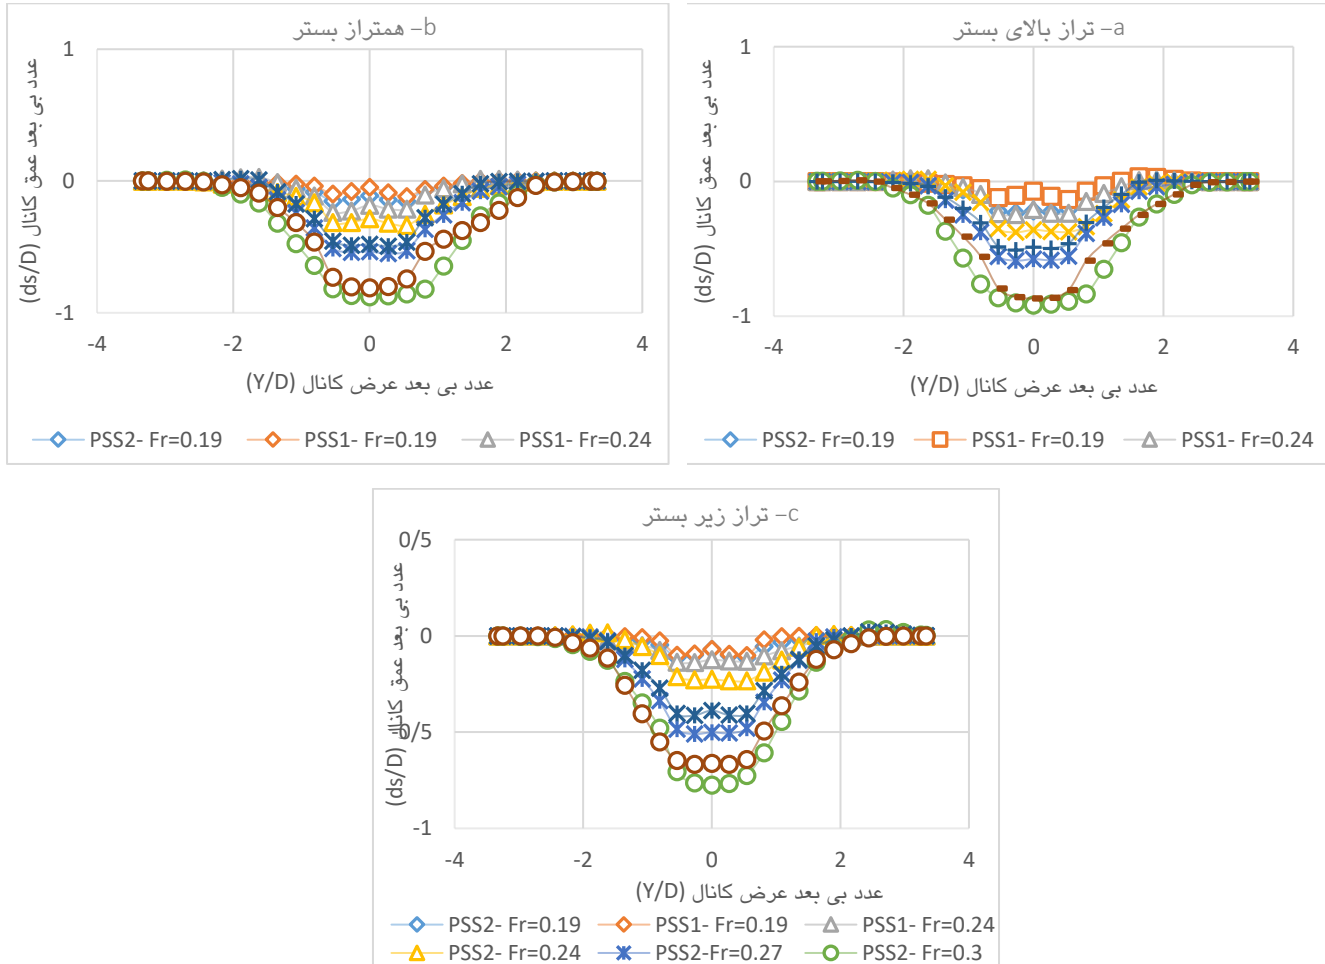 b- همتراز بستر
عدد بی بعد عمق کانال (ds/D)
1
0
-1
-4
-2
0
2
4
عدد بی بعد عرض کانال (Y/D)
PSS2- Fr=0.19
PSS1- Fr=0.19
PSS1- Fr=0.24
a- تراز بالای بستر
عدد بی بعد عمق کانال (ds/D)
1
0
-1
-4
-2
0
2
4
عدد بی بعد عرض کانال (Y/D)
PSS2- Fr=0.19
PSS1- Fr=0.19
PSS1- Fr=0.24
c- تراز زیر بستر
عدد بی بعد عمق کانال (ds/D)
0/5
0
0/5
-1
-4
-2
0
2
4
عدد بی بعد عرض کانال (Y/D)
PSS2- Fr=0.19
PSS1- Fr=0.19
PSS1- Fr=0.24
PSS2- Fr=0.24
PSS2-Fr=0.27
PSS2- Fr=0.3